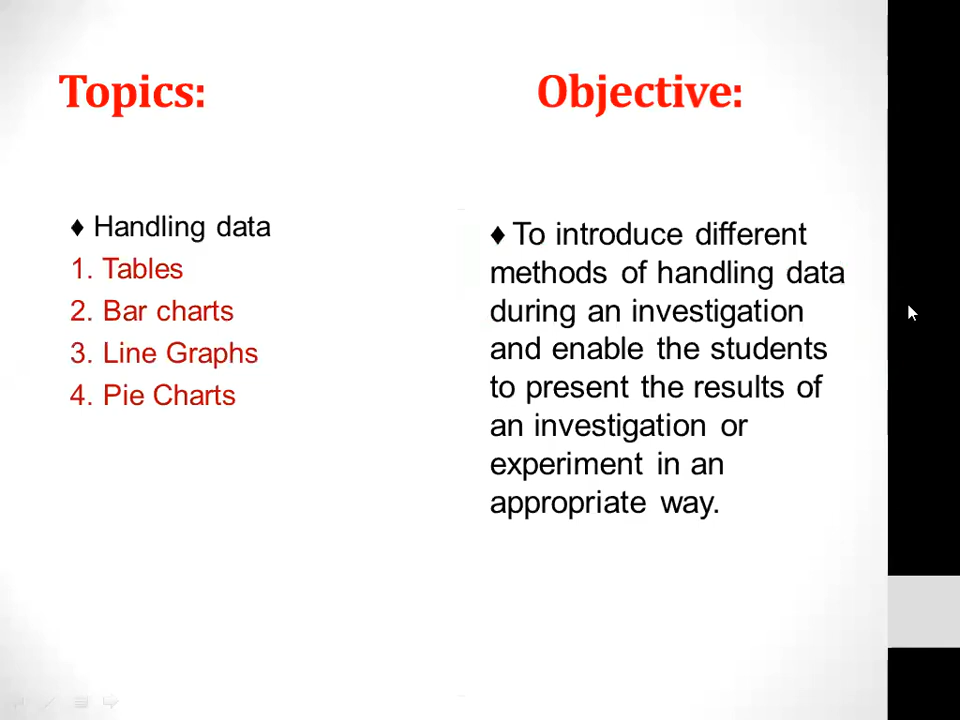 Topics:
♦ Handling data
1. Tables
2. Bar charts
3. Line Graphs
4. Pie Charts
Objective:
♦ To introduce different
methods of handling data
during an investigation
and enable the students
to present the results of
an investigation or
experiment in an
appropriate way.